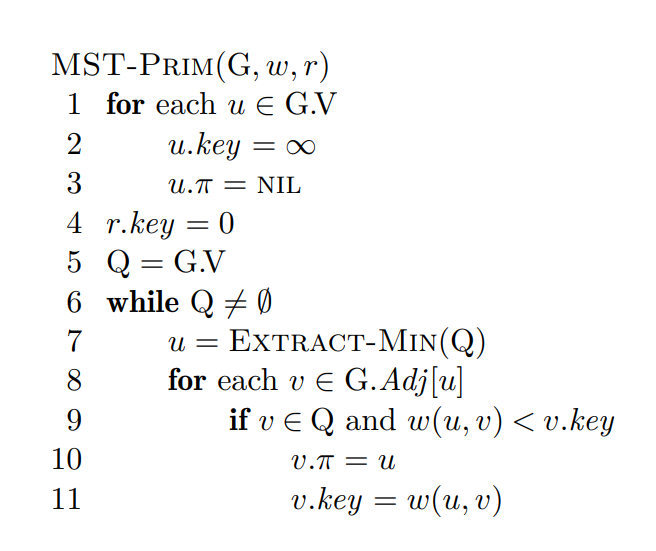 MST-PRIM(G, w, r)
1 for each u ∈ G.V
2 u.key = ∞
3 u.π = NIL
4 r.key = 0
5 Q = G.V
6 while Q ≠ ∅
7 u = EXTRACT-MIN(Q)
8 for each v ∈ G.Adj[u]
9 if v ∈ Q and w(u, v) < v.key
10 v.π = u
11 v.key = w(u, v)